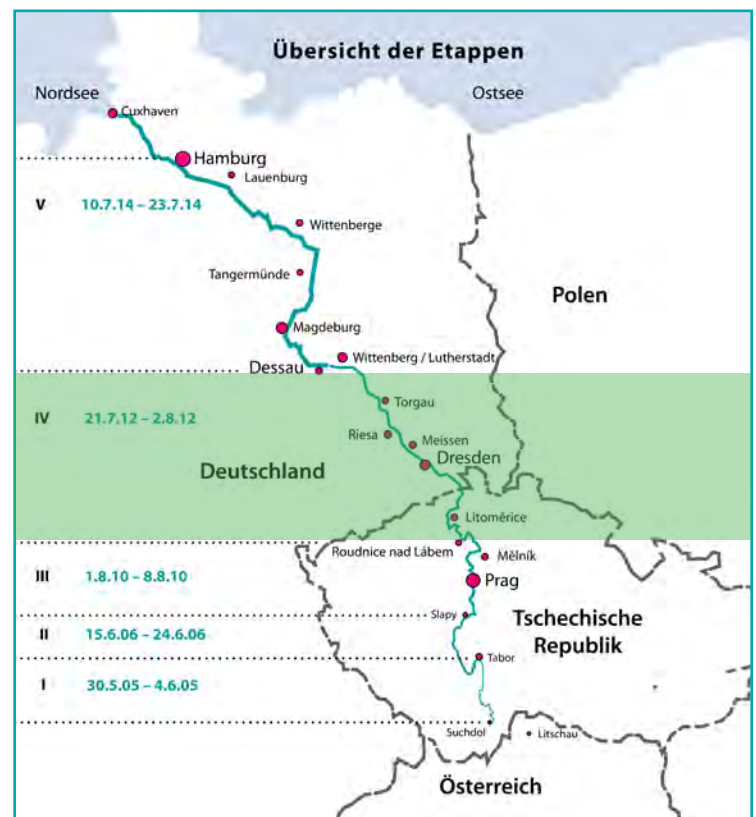 Übersicht der Etappen
Nordsee
Ostsee
Cuxhaven
Hamburg
Lauenburg
V 10.7.14 – 23.7.14
Wittenberge
Tangermünde
Polen
Magdeburg
Wittenberg / Lutherstadt
Dessau
Torgau
IV 21.7.12 – 2.8.12
Riesa
Meissen
Dresden
Deutschland
Litoměrice
Roudnice nad Lábem
Mělník
III 1.8.10 – 8.8.10
Prag
Slapy
Tschechische
Republik
II 15.6.06 – 24.6.06
Tabor
I 30.5.05 – 4.6.05
Suchdol
Litschau
Österreich